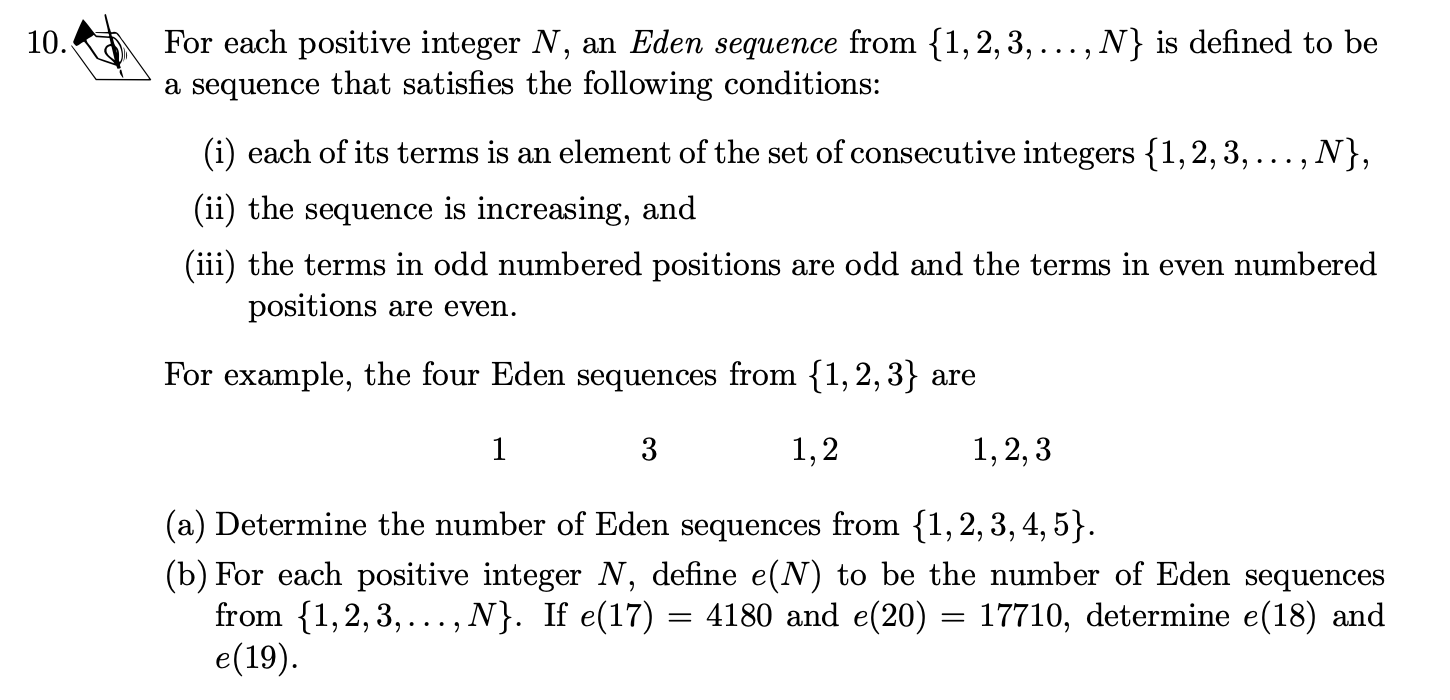 10. For each positive integer N, an Eden sequence from {1, 2, 3, . . . , N} is defined to be
a sequence that satisfies the following conditions:
(i) each of its terms is an element of the set of consecutive integers {1, 2, 3, . . . , N},
(ii) the sequence is increasing, and
(iii) the terms in odd numbered positions are odd and the terms in even numbered
positions are even.
For example, the four Eden sequences from {1, 2, 3} are
1 3 1, 2 1, 2, 3
(a) Determine the number of Eden sequences from {1, 2, 3, 4, 5}.
(b) For each positive integer N, define e(N) to be the number of Eden sequences
from {1, 2, 3, . . . , N}. If e(17) = 4180 and e(20) = 17710, determine e(18) and
e(19).